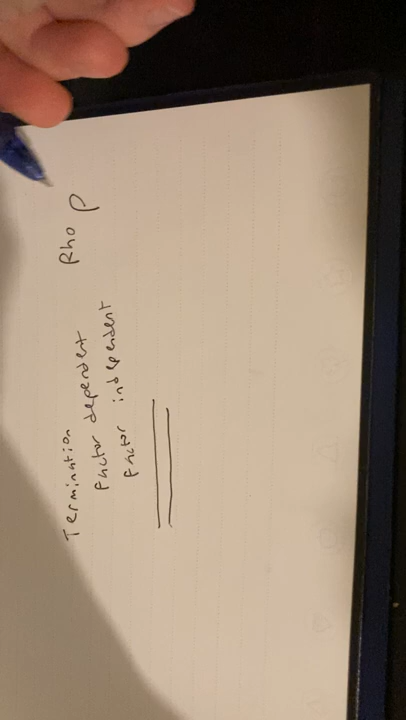 Termination
factor dependent Rho ρ
factor independent